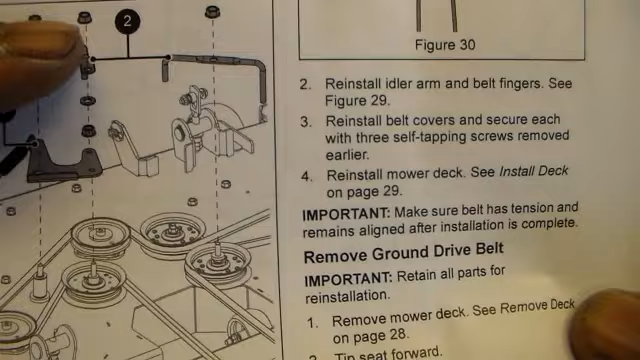 2
Figure 30
2. Reinstall idler arm and belt fingers. See
Figure 29.
3. Reinstall belt covers and secure each
with three self-tapping screws removed
earlier.
4. Reinstall mower deck. See Install Deck
on page 29.
IMPORTANT: Make sure belt has tension and
remains aligned after installation is complete.
Remove Ground Drive Belt
IMPORTANT: Retain all parts for
reinstallation.
1. Remove mower deck. See Remove Deck
on page 28.
2. Tip seat forward.